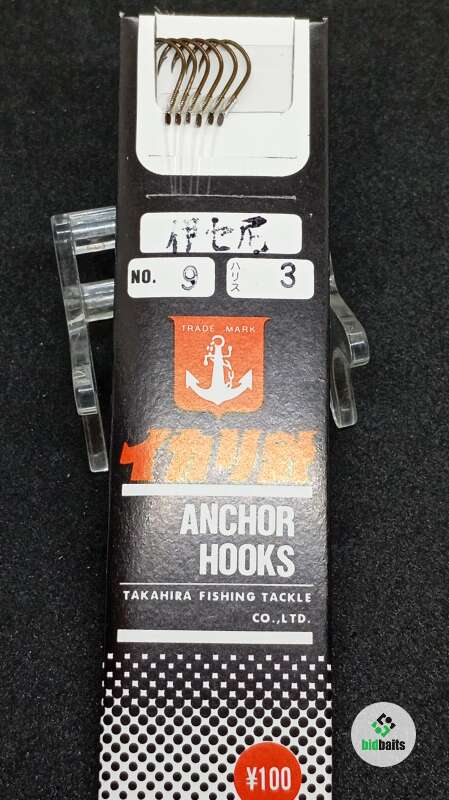 伊セ尼
NO. 9
ハリス 3
TRADE MARK
イカリ針
ANCHOR
HOOKS
TAKAHIRA FISHING TACKLE
CO.,LTD.
¥100
bidbaits